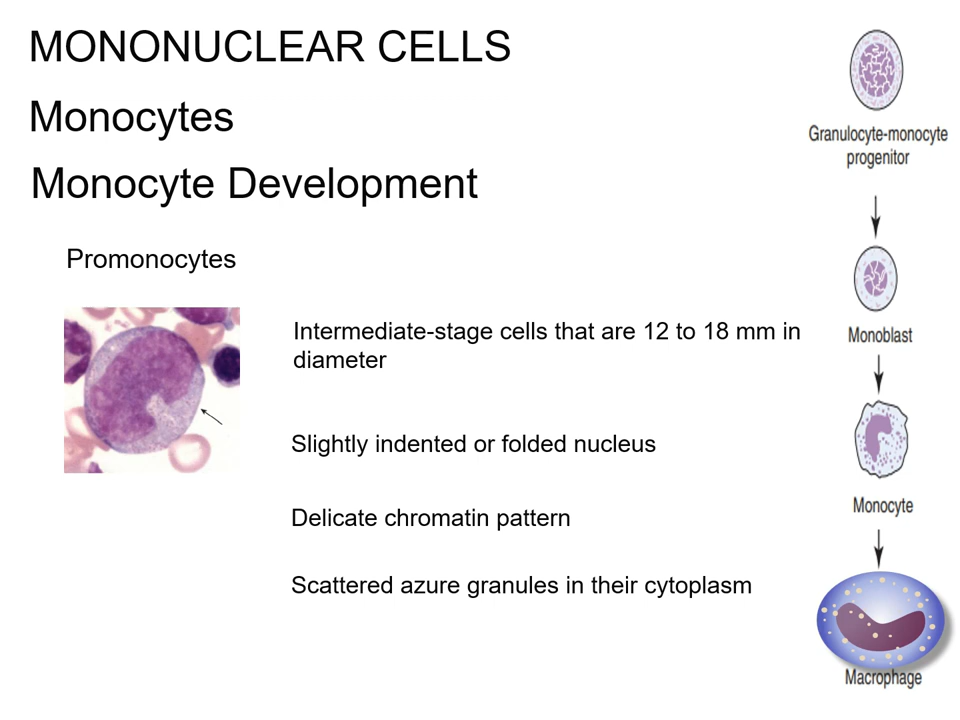 MONONUCLEAR CELLS
Monocytes
Monocyte Development
Promonocytes
Intermediate-stage cells that are 12 to 18 mm in
diameter
Slightly indented or folded nucleus
Delicate chromatin pattern
Scattered azure granules in their cytoplasm
Granulocyte-monocyte
progenitor
Monoblast
Monocyte
Macrophage